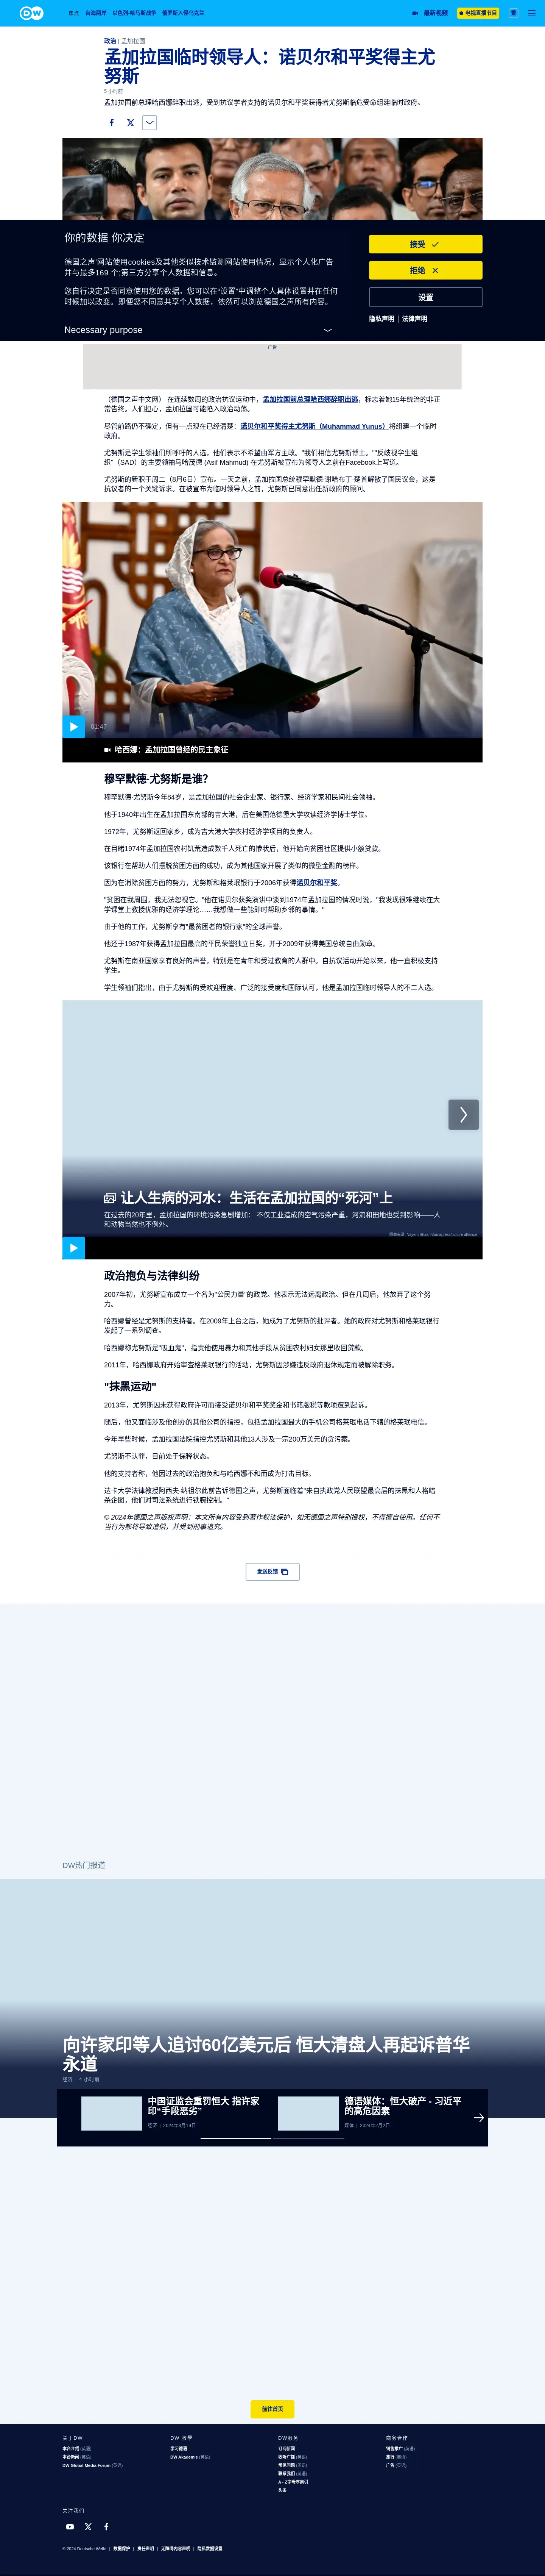 DW
焦点 台海两岸 以色列-哈马斯战争 俄罗斯入侵乌克兰 最新视频 电视直播节目 繁
政治 | 孟加拉国
孟加拉国临时领导人：诺贝尔和平奖得主尤
努斯
5 小时前
孟加拉国前总理哈西娜辞职出逃，受到抗议学者支持的诺贝尔和平奖获得者尤努斯临危受命组建临时政府。
你的数据 你决定
德国之声'网站使用cookies及其他类似技术监测网站使用情况，显示个人化广告
并与最多169 个;第三方分享个人数据和信息。
您自行决定是否同意使用您的数据。您可以在“设置”中调整个人具体设置并在任何
时候加以改变。即便您不同意共享个人数据，依然可以浏览德国之声所有内容。
Necessary purpose
接受
拒绝
设置
隐私声明 | 法律声明
广告
（德国之声中文网） 在连续数周的政治抗议运动中，孟加拉国前总理哈西娜辞职出逃，标志着她15年统治的非正
常告终。人们担心，孟加拉国可能陷入政治动荡。
尽管前路仍不确定，但有一点现在已经清楚：诺贝尔和平奖得主尤努斯（Muhammad Yunus）将组建一个临时
政府。
尤努斯是学生领袖们所呼吁的人选，他们表示不希望由军方主政。"我们相信尤努斯博士。""反歧视学生组
织"（SAD）的主要领袖马哈茂德 (Asif Mahmud) 在尤努斯被宣布为领导人之前在Facebook上写道。
尤努斯的新职于周二（8月6日）宣布。一天之前，孟加拉国总统穆罕默德·谢哈布丁·楚普解散了国民议会，这是
抗议者的一个关键诉求。在被宣布为临时领导人之前，尤努斯已同意出任新政府的顾问。
01:47
哈西娜：孟加拉国曾经的民主象征
穆罕默德·尤努斯是谁？
穆罕默德·尤努斯今年84岁，是孟加拉国的社会企业家、银行家、经济学家和民间社会领袖。
他于1940年出生在孟加拉国东南部的吉大港，后在美国范德堡大学攻读经济学博士学位。
1972年，尤努斯返回家乡，成为吉大港大学农村经济学项目的负责人。
在目睹1974年孟加拉国农村饥荒造成数千人死亡的惨状后，他开始向贫困社区提供小额贷款。
该银行在帮助人们摆脱贫困方面的成功，成为其他国家开展了类似的微型金融的榜样。
因为在消除贫困方面的努力，尤努斯和格莱珉银行于2006年获得诺贝尔和平奖。
"贫困在我周围，我无法忽视它。"他在诺贝尔获奖演讲中谈到1974年孟加拉国的情况时说，"我发现很难继续在大
学课堂上教授优雅的经济学理论……我想做一些能即时帮助乡邻的事情。"
由于他的工作，尤努斯享有"最贫困者的银行家"的全球声誉。
他还于1987年获得孟加拉国最高的平民荣誉独立日奖，并于2009年获得美国总统自由勋章。
尤努斯在南亚国家享有良好的声誉，特别是在青年和受过教育的人群中。自抗议活动开始以来，他一直积极支持
学生。
学生领袖们指出，由于尤努斯的受欢迎程度、广泛的接受度和国际认可，他是孟加拉国临时领导人的不二人选。
让人生病的河水：生活在孟加拉国的“死河”上
在过去的20年里，孟加拉国的环境污染急剧增加： 不仅工业造成的空气污染严重，河流和田地也受到影响——人
和动物当然也不例外。
政治抱负与法律纠纷
2007年初，尤努斯宣布成立一个名为"公民力量"的政党。他表示无法远离政治。但在几周后，他放弃了这个努
力。
哈西娜曾经是尤努斯的支持者。在2009年上台之后，她成为了尤努斯的批评者。她的政府对尤努斯和格莱珉银行
发起了一系列调查。
哈西娜称尤努斯是"吸血鬼"，指责他使用暴力和其他手段从贫困农村妇女那里收回贷款。
2011年，哈西娜政府开始审查格莱珉银行的活动，尤努斯因涉嫌违反政府退休规定而被解除职务。
"抹黑运动"
2013年，尤努斯因未获得政府许可而接受诺贝尔和平奖奖金和书籍版税等款项遭到起诉。
随后，他又面临涉及他创办的其他公司的指控，包括孟加拉国最大的手机公司格莱珉电话下辖的格莱珉电信。
今年早些时候，孟加拉国法院指控尤努斯和其他13人涉及一宗200万美元的贪污案。
尤努斯不认罪，目前处于保释状态。
他的支持者称，他因过去的政治抱负和与哈西娜不和而成为打击目标。
达卡大学法律教授阿西夫·纳祖尔此前告诉德国之声，尤努斯面临着"来自执政党人民联盟最高层的抹黑和人格暗
杀企图，他们对司法系统进行铁腕控制。"
© 2024年德国之声版权声明：本文所有内容受到著作权法保护，如无德国之声特别授权，不得擅自使用。任何不
当行为都将导致追偿，并受到刑事追究。
发送反馈
DW热门报道
向许家印等人追讨60亿美元后 恒大清盘人再起诉普华
永道
经济 | 4 小时前
中国证监会重罚恒大 指许家
印"手段恶劣"
经济 | 2024年3月19日
德语媒体：恒大破产 - 习近平
的高危因素
媒体 | 2024年2月2日
前往首页
关于DW
本台介绍 (英语)
本台新闻 (英语)
DW Global Media Forum (英语)
DW 教学
学习德语
DW Akademie (英语)
DW服务
订阅新闻
收听广播 (英语)
常见问题 (英语)
联系我们 (英语)
A - Z字母序索引
头条
商务合作
销售推广 (英语)
旅行 (英语)
广告 (英语)
关注我们
© 2024 Deutsche Welle | 数据保护 | 责任声明 | 无障碍内容声明 | 隐私数据设置